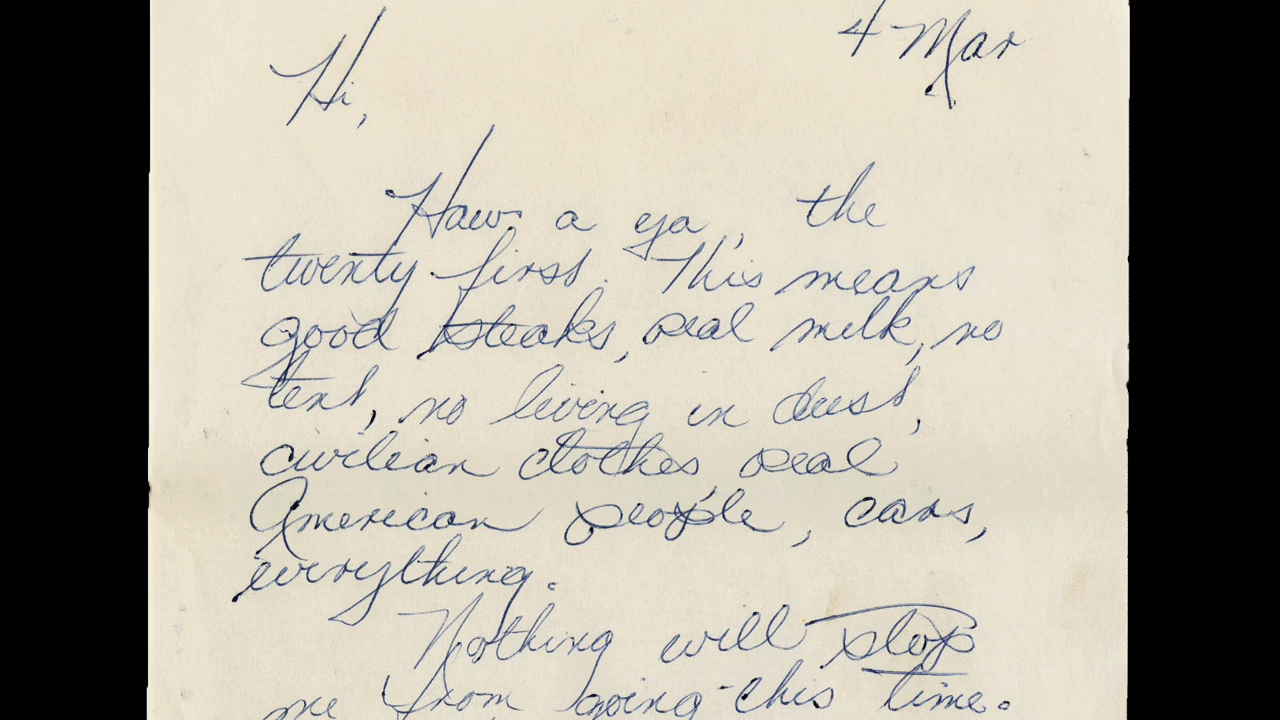 4 Mar
Hi,
Hawa a ya, the
twenty first. This means
good steaks, real milk, no
tent, no living in dust,
civilian clothes, real
American people, cars,
everything.
Nothing will stop
me from going this time.